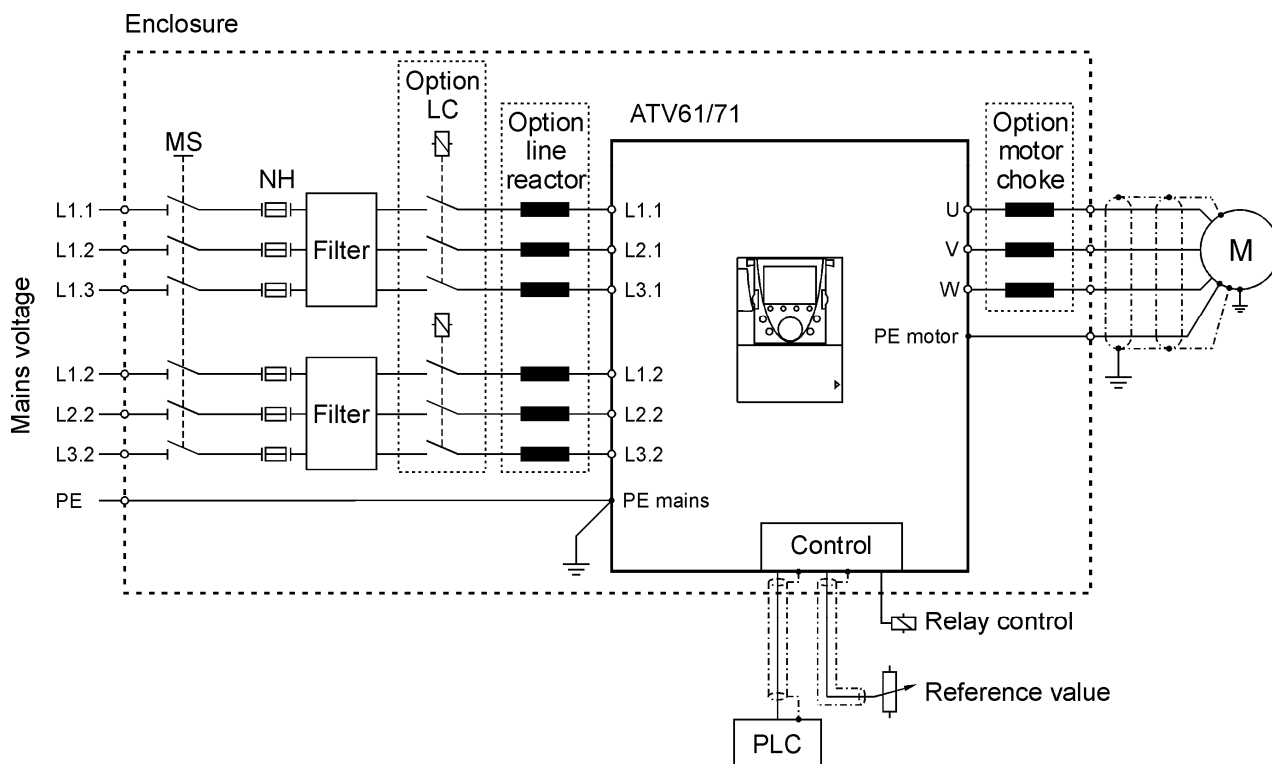 Enclosure
Option
LC
Option
line
reactor
ATV61/71
Option
motor
choke
MS
NH
Mains voltage
L1.1
L1.2
L1.3
Filter
L1.1
L2.1
L3.1
U
V
W
M
PE motor
L1.2
L2.2
L3.2
Filter
L1.2
L2.2
L3.2
PE
PE mains
Control
Relay control
Reference value
PLC